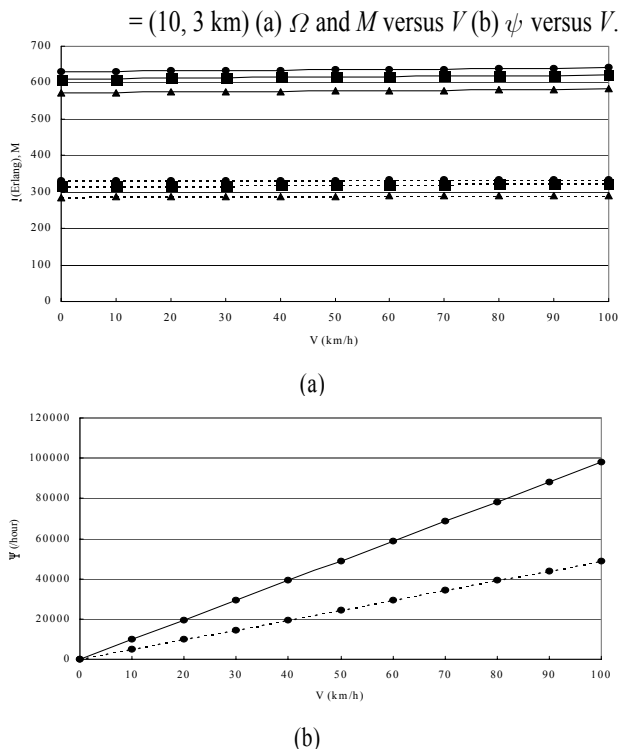 = (10, 3 km) (a) Ω and M versus V (b) ψ versus V.
700
600
500
400
300
200
100
0
(Erlang), M
0 10 20 30 40 50 60 70 80 90 100
V (km/h)
(a)
120000
100000
80000
60000
40000
20000
0
Ψ (/hour)
0 10 20 30 40 50 60 70 80 90 100
V (km/h)
(b)